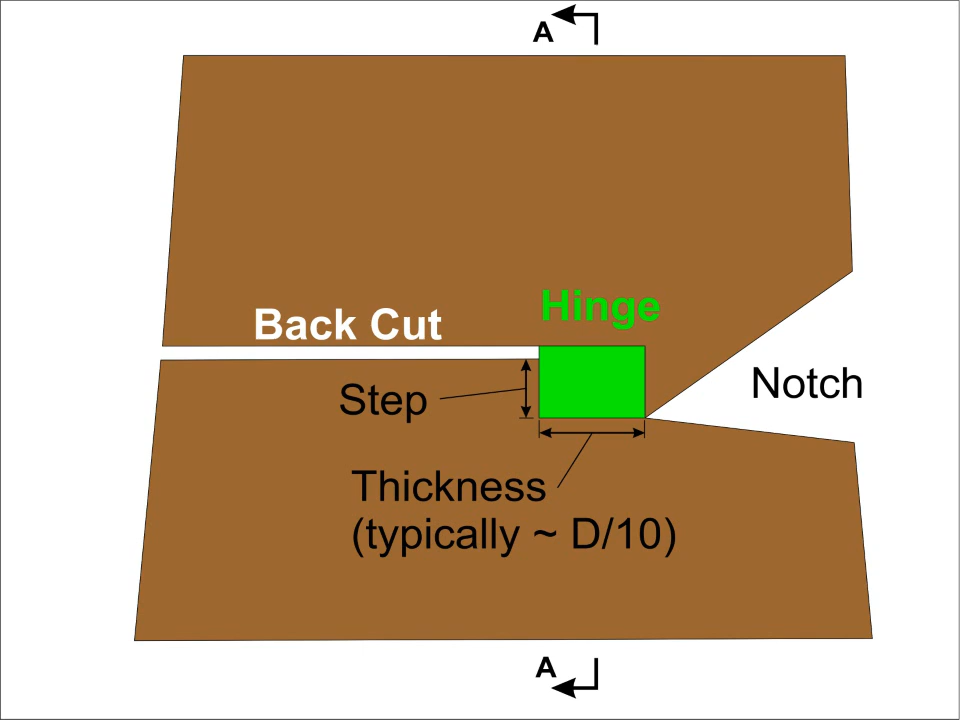 A
Hinge
Back Cut
Notch
Step
Thickness
(typically ~ D/10)
A